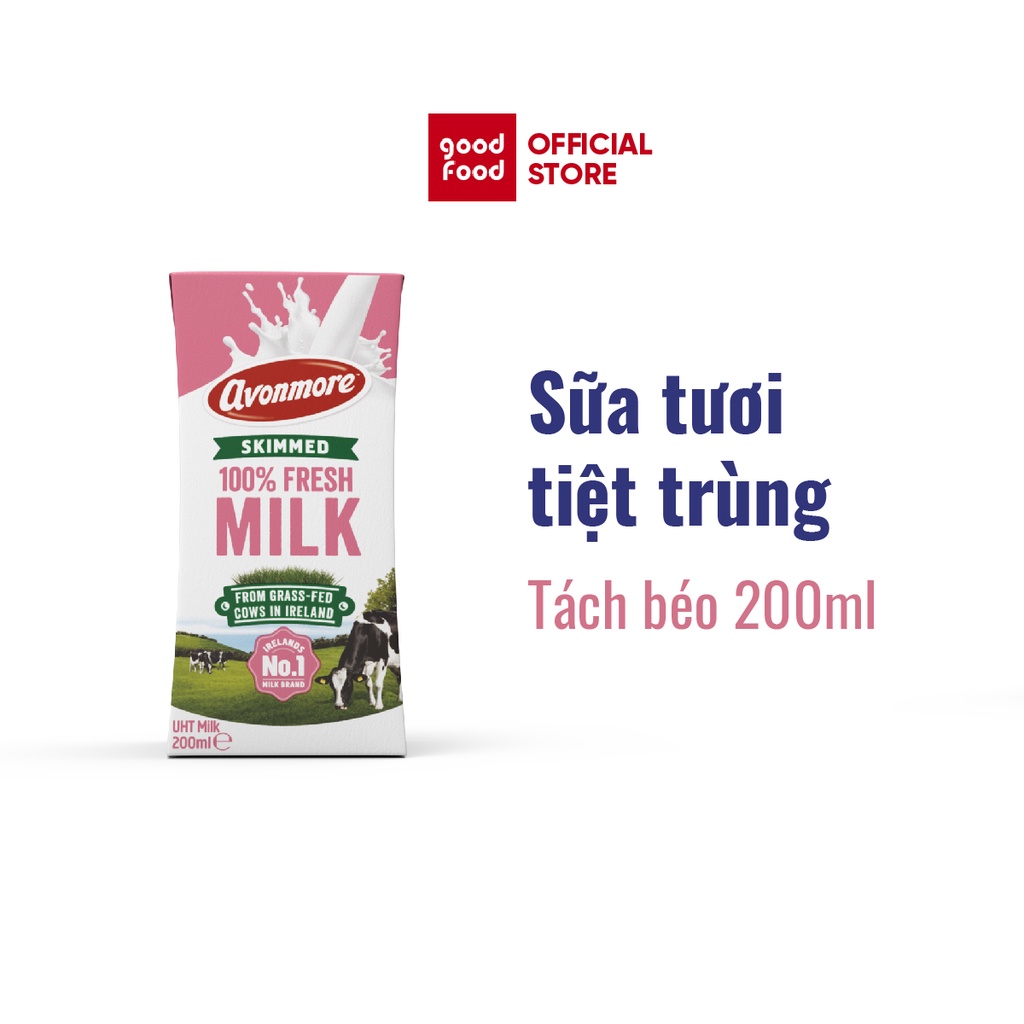 good
food
OFFICIAL
STORE
avonmore™
SKIMMED
100% FRESH
MILK
FROM GRASS-FED
COWS IN IRELAND
IRELANDS
No.1
MILK BRAND
UHT Milk
200ml℮
Sữa tươi
tiệt trùng
Tách béo 200ml